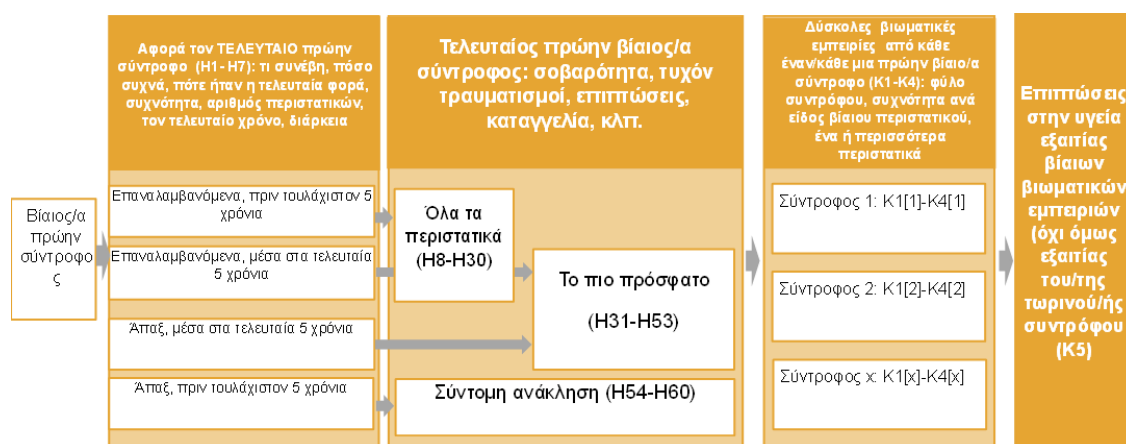 Αφορά τον ΤΕΛΕΥΤΑΙΟ πρώην
σύντροφο (H1-H7): τι συνέβη, πόσο
συχνά, πότε ήταν η τελευταία φορά,
συχνότητα, αριθμός περιστατικών,
τον τελευταίο χρόνο, διάρκεια
Τελευταίος πρώην βίαιος/α
σύντροφος: σοβαρότητα, τυχόν
τραυματισμοί, επιπτώσεις,
καταγγελία, κλπ.
Δύσκολες βιωματικές
εμπειρίες από κάθε
έναν/κάθε μια πρώην βίαιο/α
σύντροφο (K1-K4): φύλο
συντρόφου, συχνότητα ανά
είδος βίαιου περιστατικού,
ένα ή περισσότερα
περιστατικά
Επιπτώσεις
στην υγεία
εξαιτίας
βίαιων
βιωματικών
εμπειριών
(όχι όμως
εξαιτίας
του/της
τωρινού/ής
συντρόφου
(K5)
Βίαιος/α
πρώην
σύντροφο
ς
Επαναλαμβανόμενα, πριν τουλάχιστον 5
χρόνια
Επαναλαμβανόμενα, μέσα στα τελευταία
5 χρόνια
Άπαξ, μέσα στα τελευταία 5 χρόνια
Άπαξ, πριν τουλάχιστον 5 χρόνια
Όλα τα
περιστατικά
(H8-H30)
Το πιο πρόσφατο
(H31-H53)
Σύντομη ανάκληση (H54-H60)
Σύντροφος 1: K1[1]-K4[1]
Σύντροφος 2: K1[2]-K4[2]
Σύντροφος x: K1[x]-K4[x]